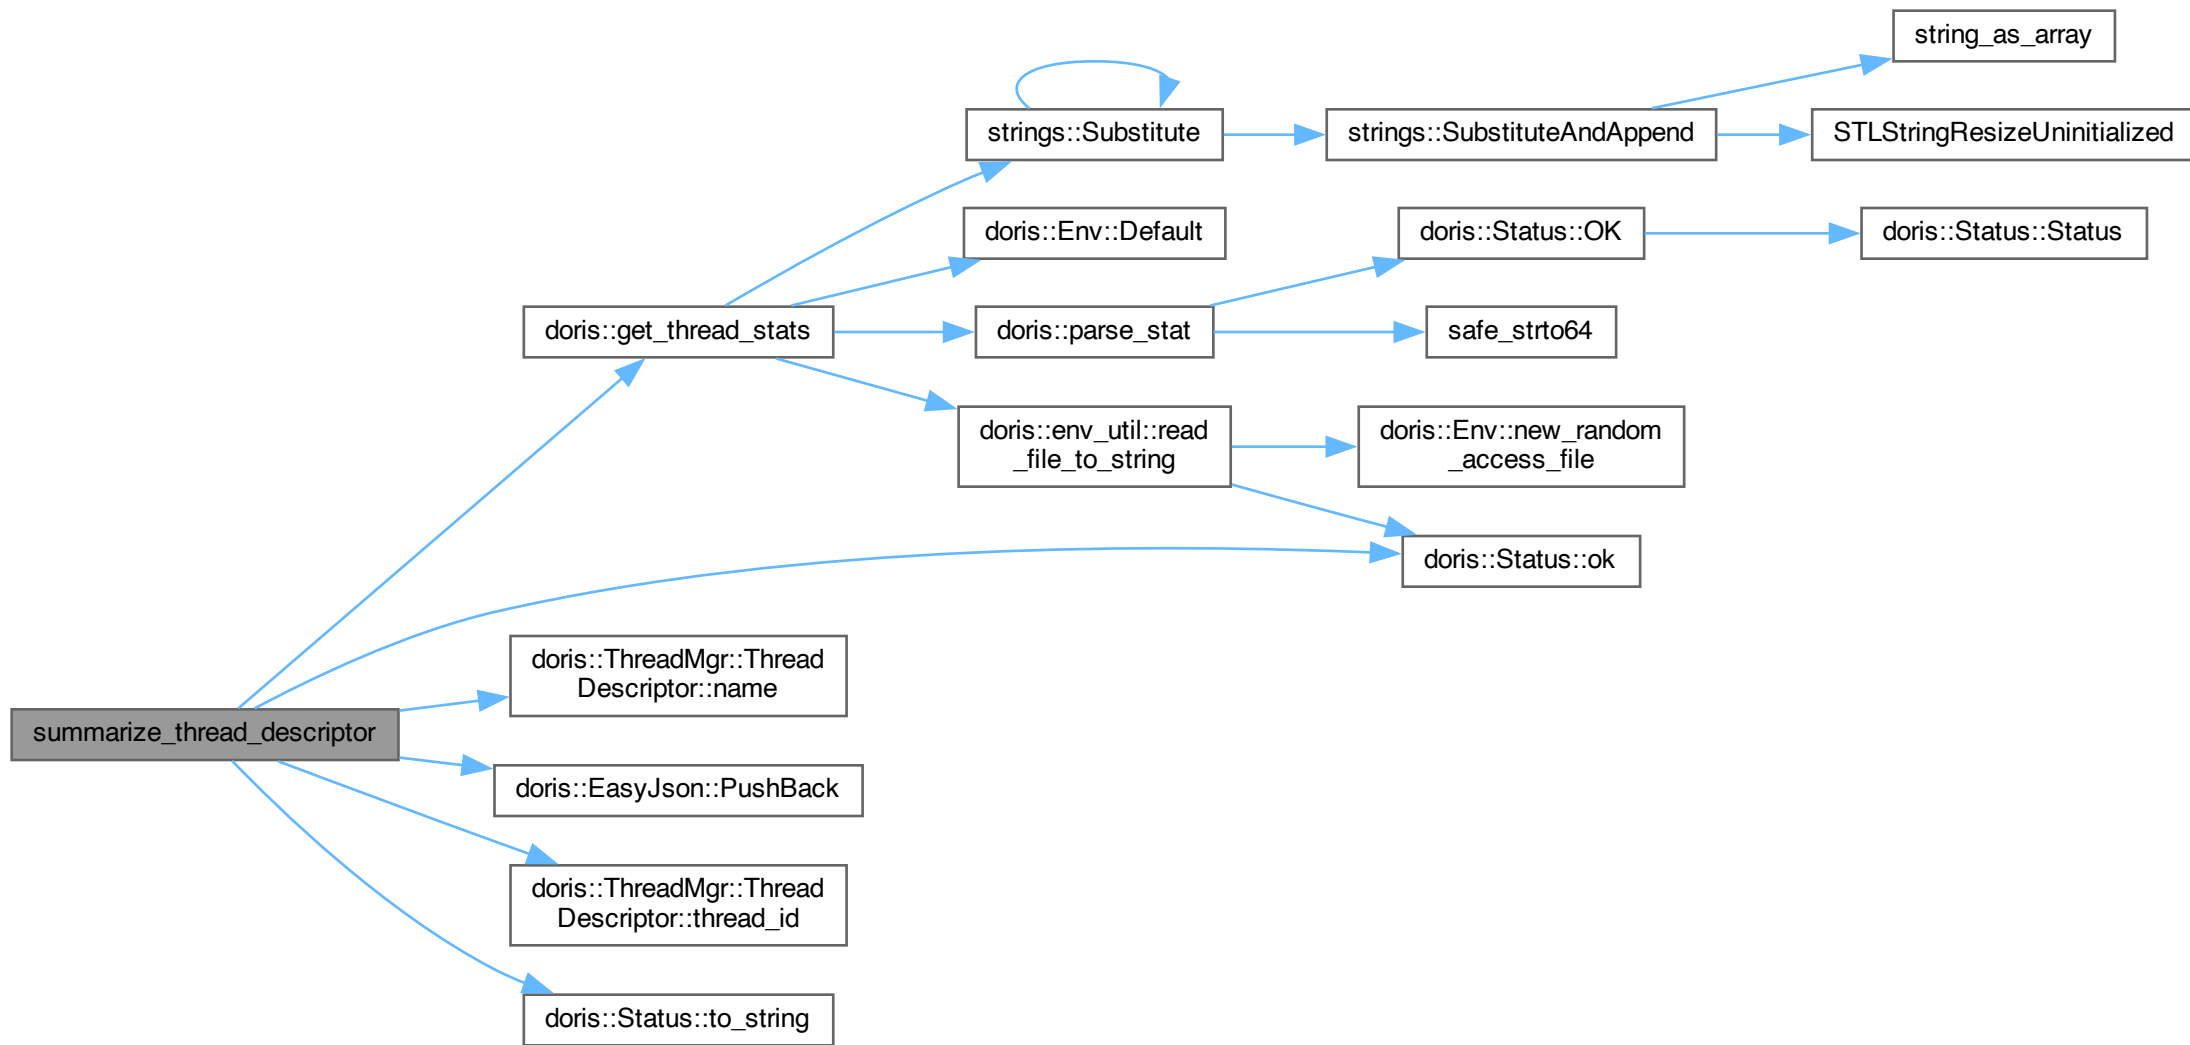 string_as_array
strings::Substitute
strings::SubstituteAndAppend
STLStringResizeUninitialized
doris::Env::Default
doris::Status::OK
doris::Status::Status
doris::get_thread_stats
doris::parse_stat
safe_strto64
doris::env_util::read
_file_to_string
doris::Env::new_random
_access_file
doris::Status::ok
doris::ThreadMgr::Thread
Descriptor::name
summarize_thread_descriptor
doris::EasyJson::PushBack
doris::ThreadMgr::Thread
Descriptor::thread_id
doris::Status::to_string